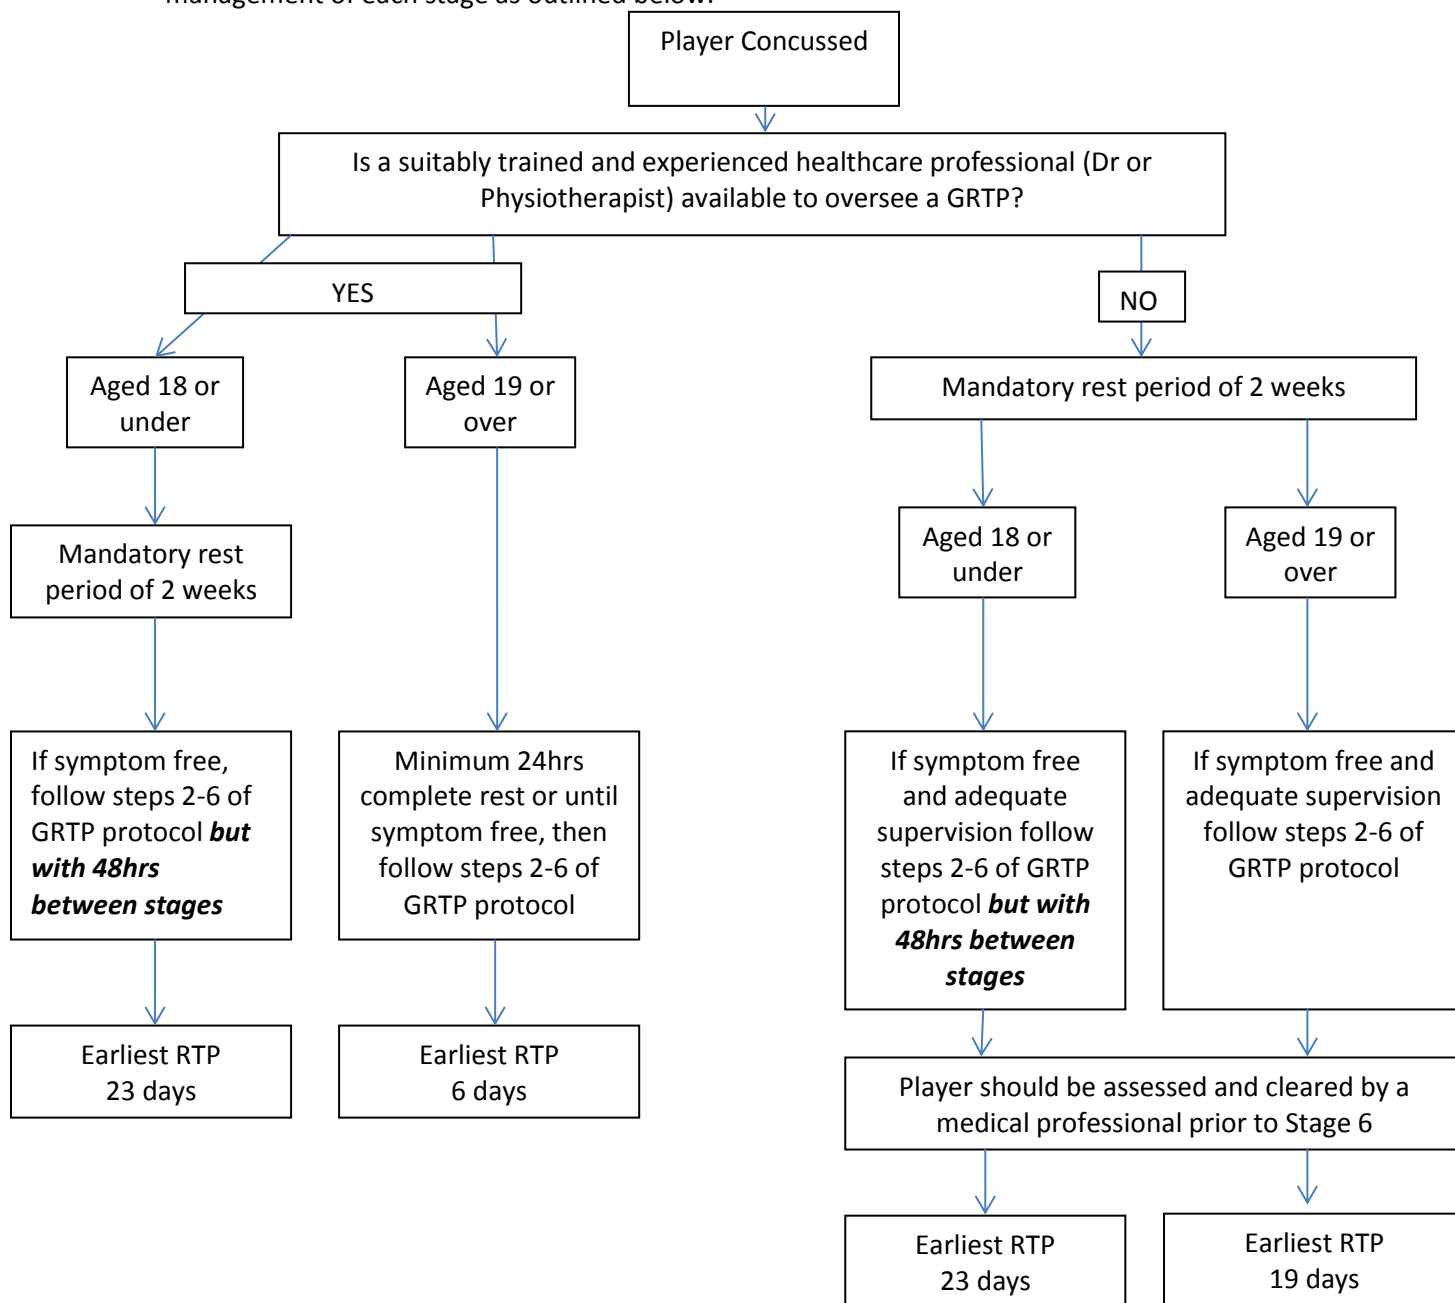 management of each stage as outlined below.
Player Concussed
Is a suitably trained and experienced healthcare professional (Dr or
Physiotherapist) available to oversee a GRTP?
YES
NO
Aged 18 or
under
Aged 19 or
over
Mandatory rest period of 2 weeks
Mandatory rest
period of 2 weeks
Aged 18 or
under
Aged 19 or
over
If symptom free,
follow steps 2-6 of
GRTP protocol but
with 48hrs
between stages
Minimum 24hrs
complete rest or until
symptom free, then
follow steps 2-6 of
GRTP protocol
If symptom free
and adequate
supervision follow
steps 2-6 of GRTP
protocol but with
48hrs between
stages
If symptom free and
adequate supervision
follow steps 2-6 of
GRTP protocol
Earliest RTP
23 days
Earliest RTP
6 days
Player should be assessed and cleared by a
medical professional prior to Stage 6
Earliest RTP
23 days
Earliest RTP
19 days